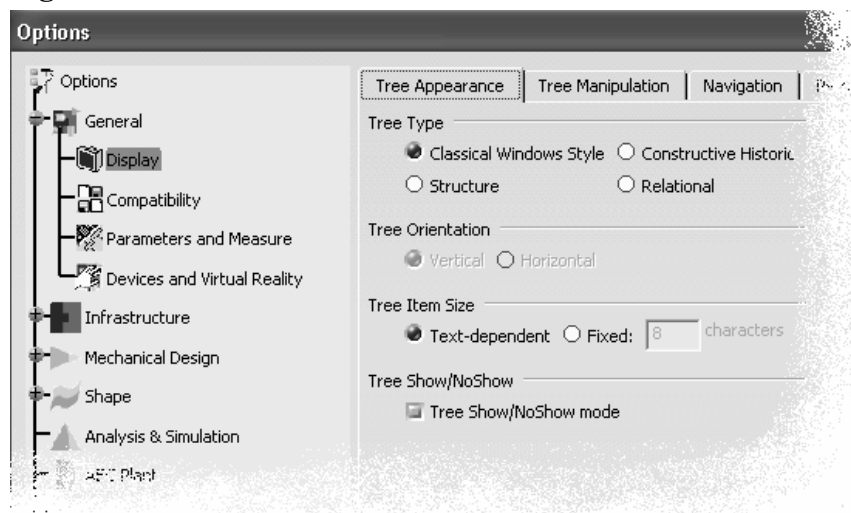 Options
Options
General
Display
Compatibility
Parameters and Measure
Devices and Virtual Reality
Infrastructure
Mechanical Design
Shape
Analysis & Simulation
Plant
Tree Appearance Tree Manipulation Navigation
Tree Type
Classical Windows Style Constructive
Structure Relational
Tree Orientation
Vertical Horizontal
Tree Item Size
Text-dependent Fixed: 8 characters
Tree Show/NoShow
Tree Show/NoShow mode